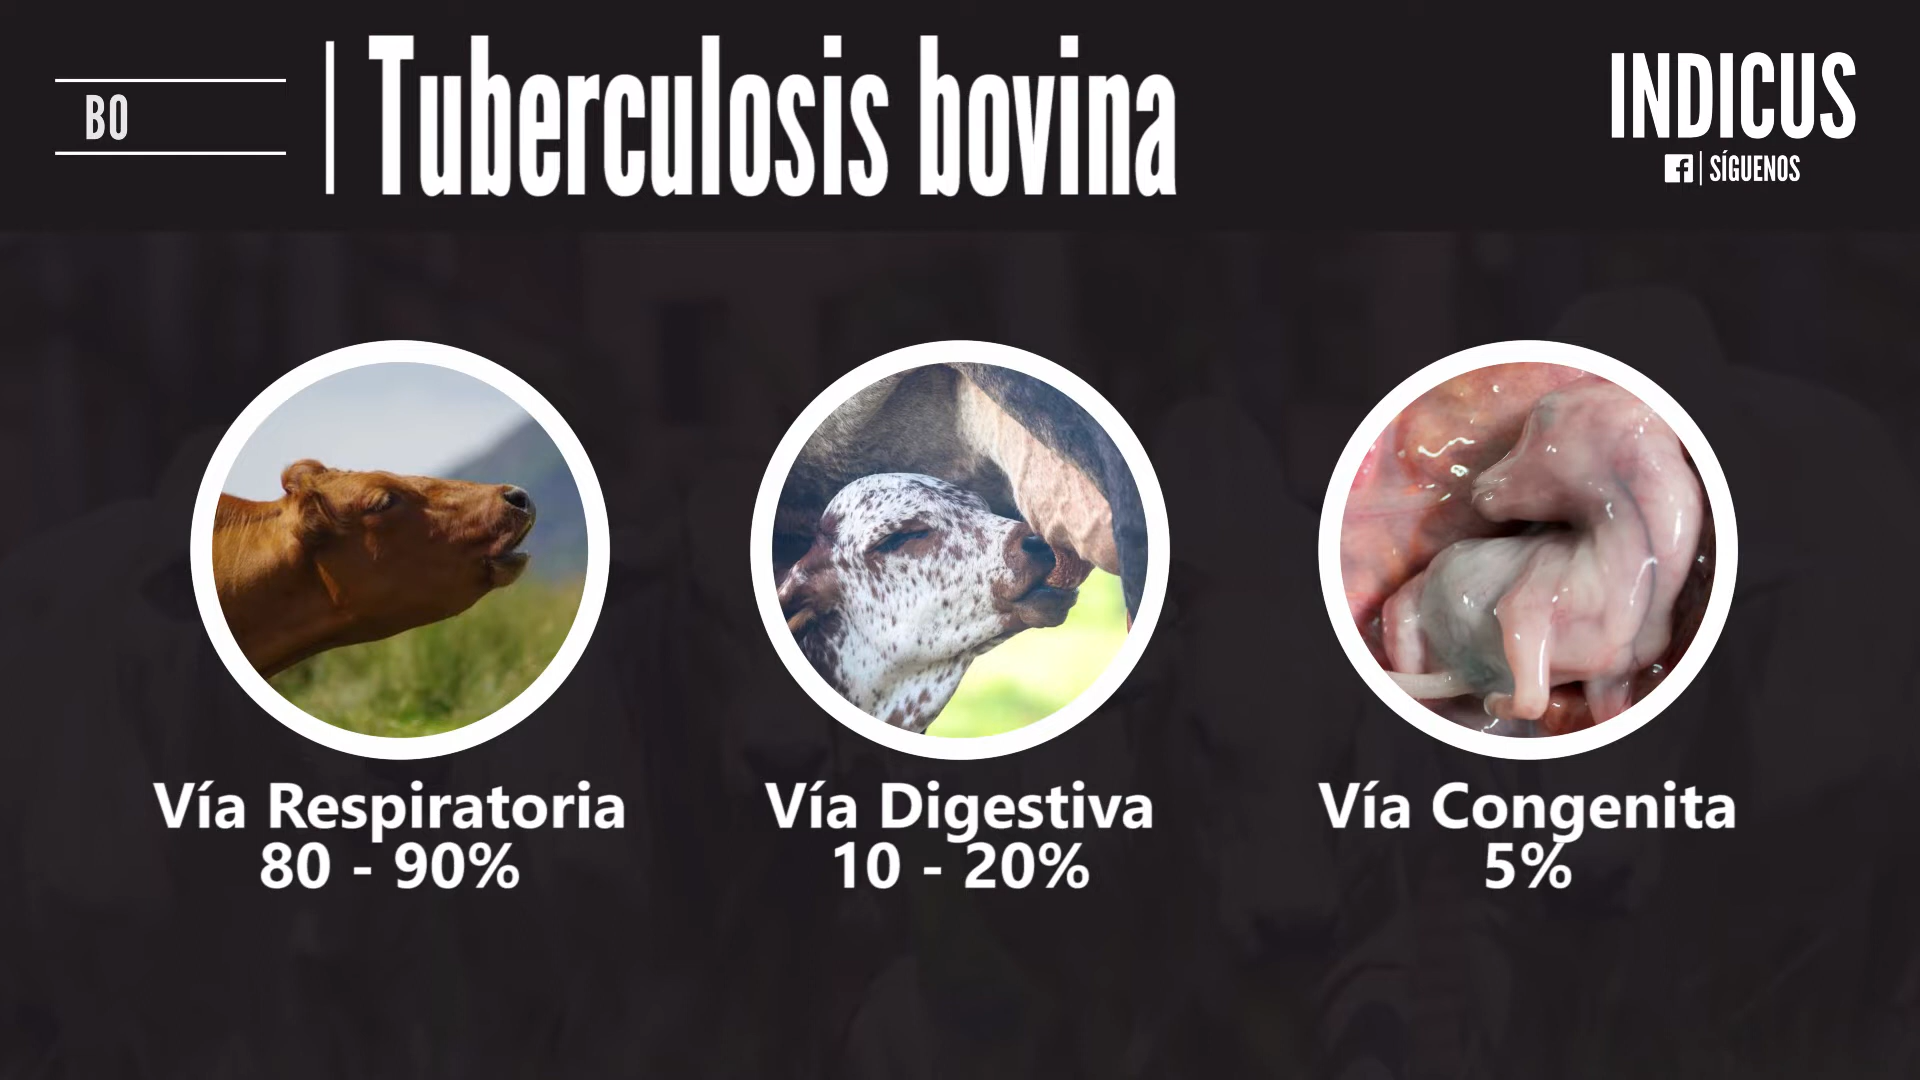 BO
Tuberculosis bovina
INDICUS
SÍGUENOS
Vía Respiratoria
80 - 90%
Vía Digestiva
10 - 20%
Vía Congenita
5%